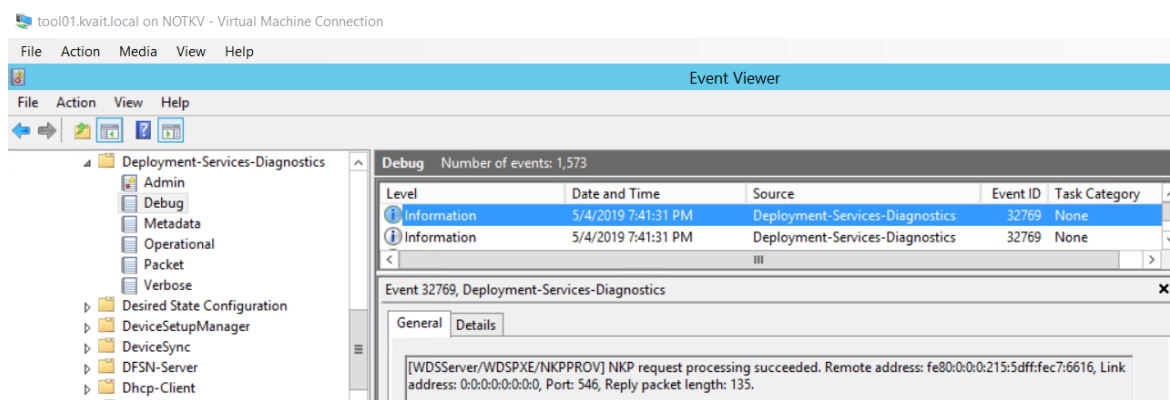 tool01.kvait.local on NOTKV - Virtual Machine Connection
File Action Media View Help
Event Viewer
File Action View Help
Deployment-Services-Diagnostics
Admin
Debug
Metadata
Operational
Packet
Verbose
Desired State Configuration
DeviceSetupManager
DeviceSync
DFSN-Server
Dhcp-Client
Debug Number of events: 1,573
Level Date and Time Source Event ID Task Category
Information 5/4/2019 7:41:31 PM Deployment-Services-Diagnostics 32769 None
Information 5/4/2019 7:41:31 PM Deployment-Services-Diagnostics 32769 None
Event 32769, Deployment-Services-Diagnostics
General Details
[WDSServer/WDSPXE/NKPPROV] NKP request processing succeeded. Remote address: fe80:0:0:0:215:5dff:fec7:6616, Link
address: 0:0:0:0:0:0:0:0, Port: 546, Reply packet length: 135.